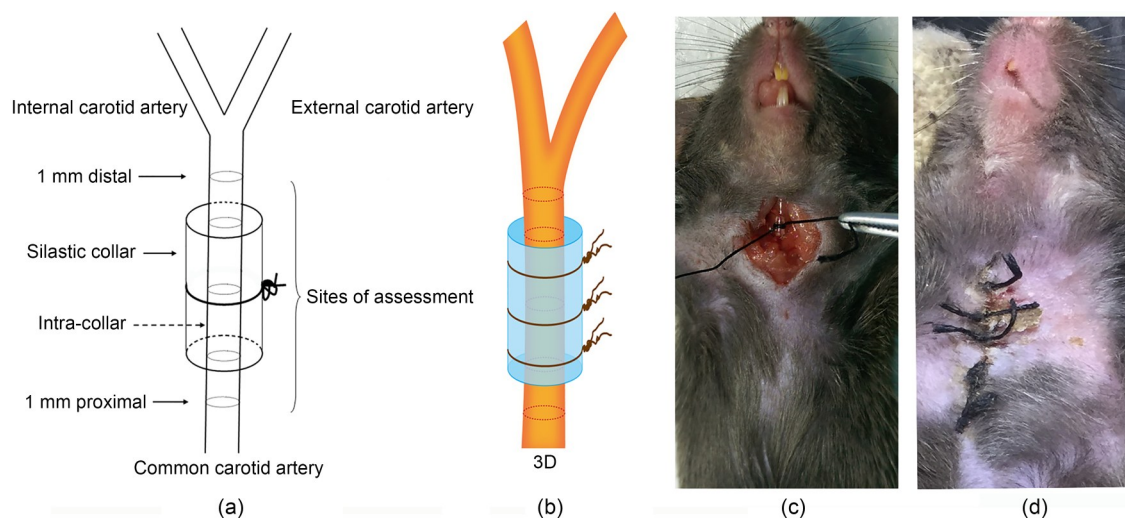 Internal carotid artery
External carotid artery
1 mm distal
Silastic collar
Sites of assessment
Intra-collar
1 mm proximal
Common carotid artery
3D
(a)
(b)
(c)
(d)